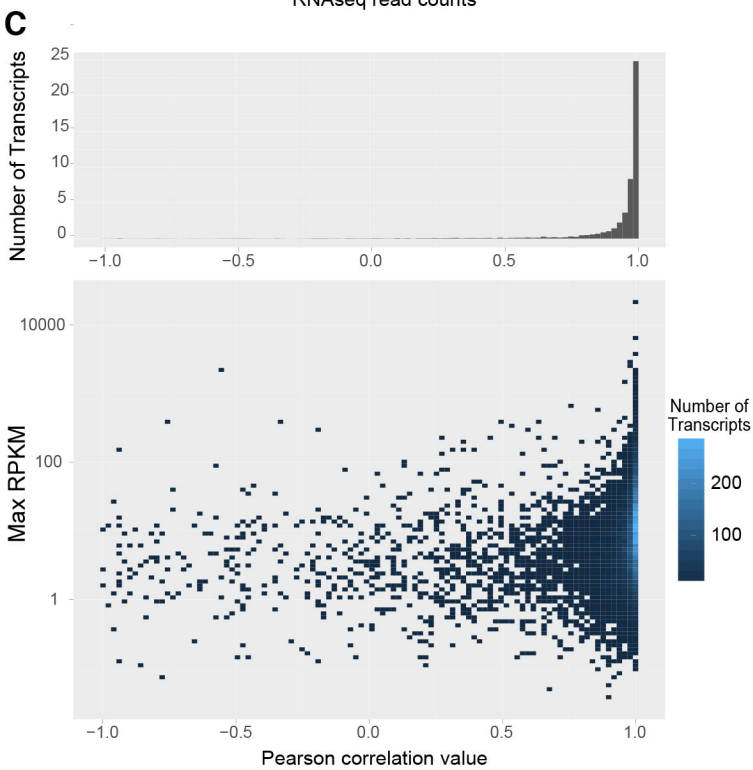 RNAseq read counts
C
Number of Transcripts
25
20
15
10
5
0
−1.0 −0.5 0.0 0.5 1.0
Max RPKM
10000
100
1
−1.0 −0.5 0.0 0.5 1.0
Pearson correlation value
Number of
Transcripts
200
100